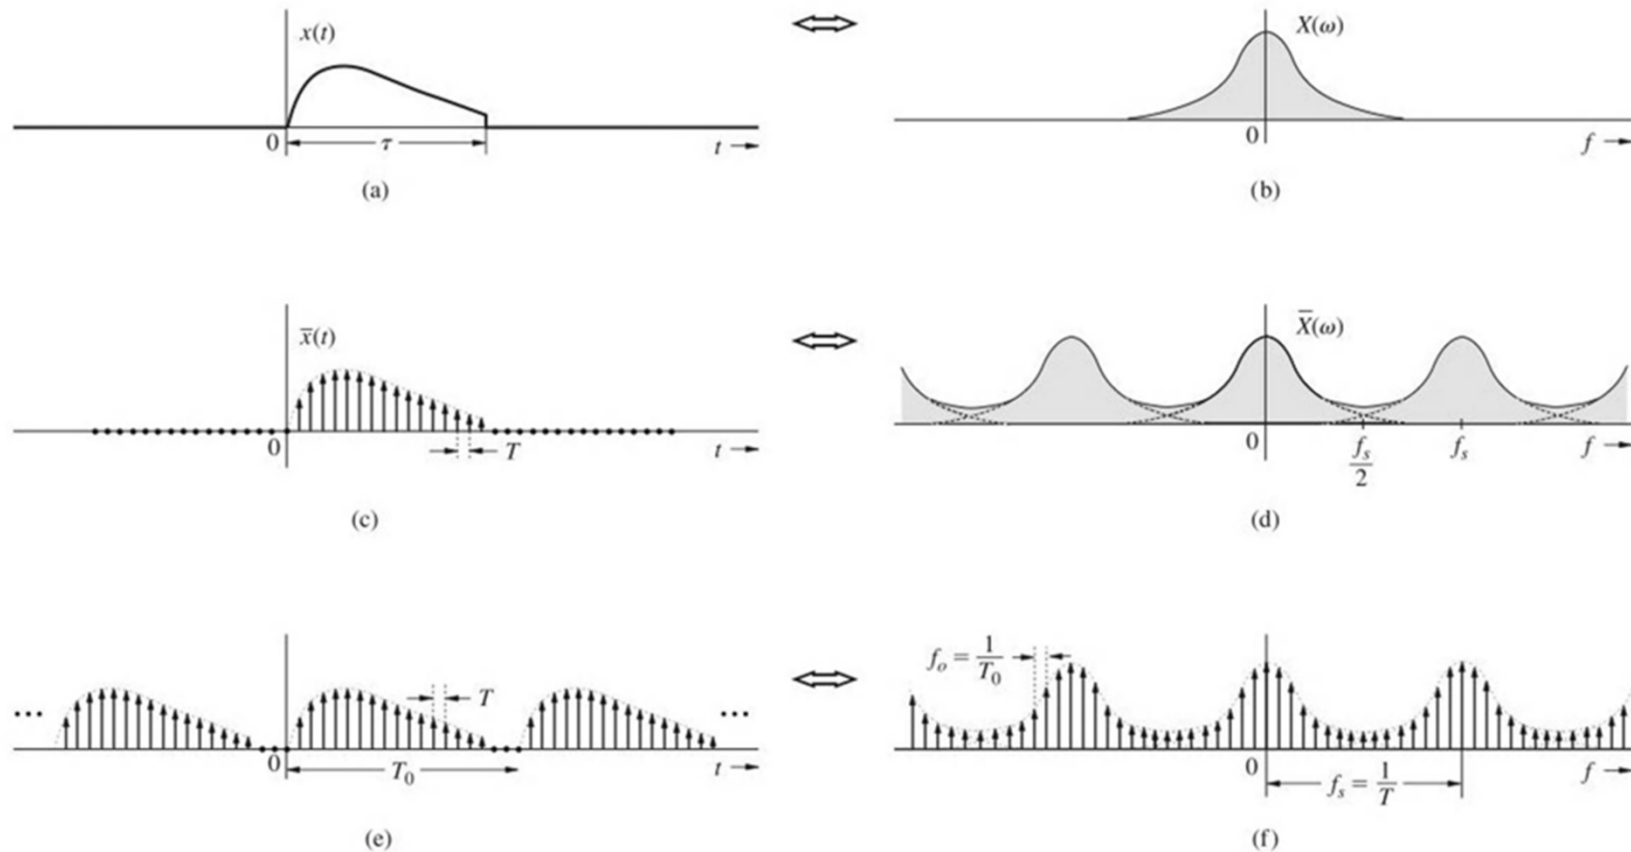 x(t)
X(ω)
0
τ
t
0
f
(a)
(b)
x̅(t)
X̅(ω)
0
T
t
0
f_s/2
f_s
f
(c)
(d)
f_o = 1/T_0
...
T
...
0
T_0
t
0
f_s = 1/T
f
(e)
(f)